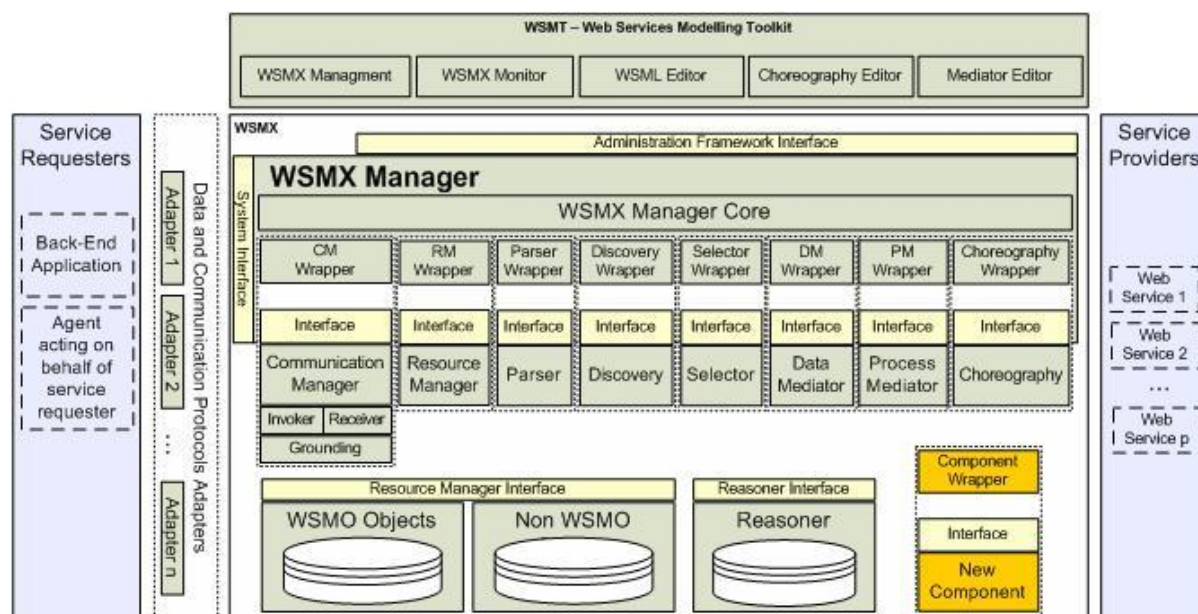 WSMT – Web Services Modelling Toolkit
WSMX Managment
WSMX Monitor
WSML Editor
Choreography Editor
Mediator Editor
Service
Requesters
Back-End
Application
Agent
acting on
behalf of
service
requester
Data and Communication Protocols Adapters
Adapter 1
Adapter 2
...
Adapter n
WSMX
Administration Framework Interface
System Interface
WSMX Manager
WSMX Manager Core
CM
Wrapper
RM
Wrapper
Parser
Wrapper
Discovery
Wrapper
Selector
Wrapper
DM
Wrapper
PM
Wrapper
Choreography
Wrapper
Interface
Interface
Interface
Interface
Interface
Interface
Interface
Interface
Communication
Manager
Resource
Manager
Parser
Discovery
Selector
Data
Mediator
Process
Mediator
Choreography
Invoker
Receiver
Grounding
Resource Manager Interface
WSMO Objects
Non WSMO
Reasoner Interface
Reasoner
Component
Wrapper
Interface
New
Component
Service
Providers
Web
Service 1
Web
Service 2
...
Web
Service p